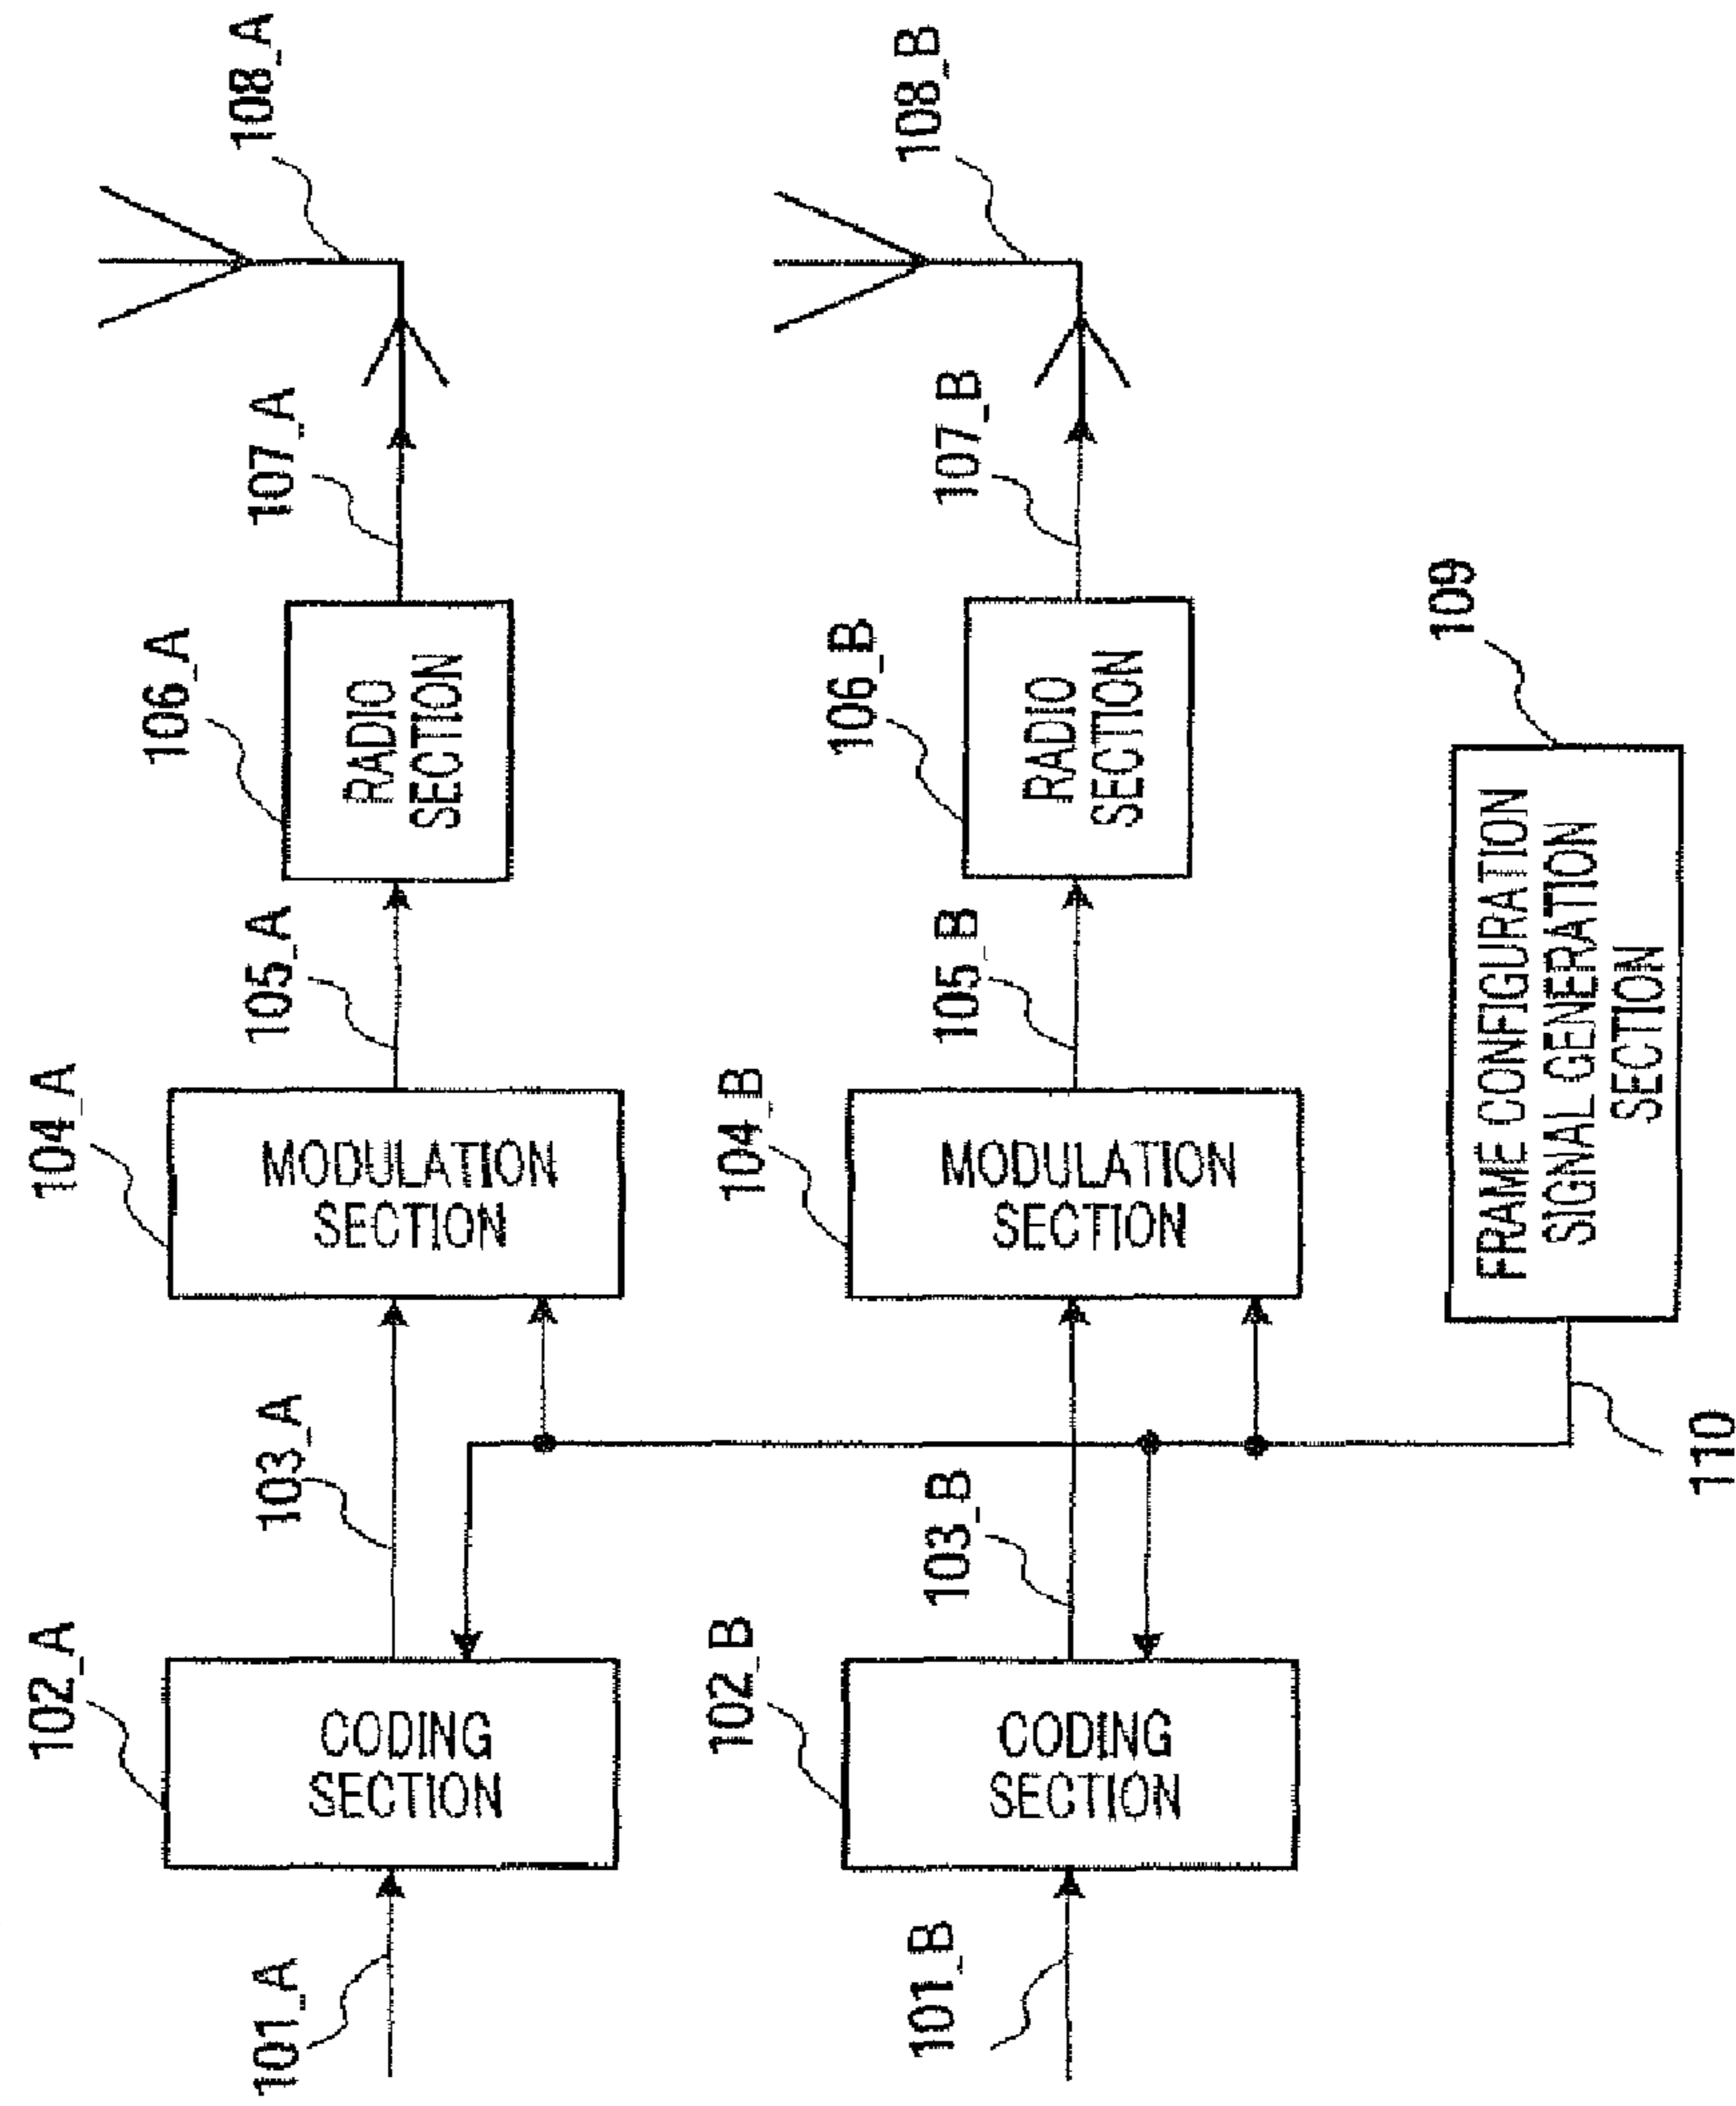 101_A
102_A
CODING
SECTION
103_A
104_A
MODULATION
SECTION
105_A
106_A
RADIO
SECTION
107_A
108_A
101_B
102_B
CODING
SECTION
103_B
104_B
MODULATION
SECTION
105_B
106_B
RADIO
SECTION
107_B
108_B
110
FRAME CONFIGURATION
SIGNAL GENERATION
SECTION
109